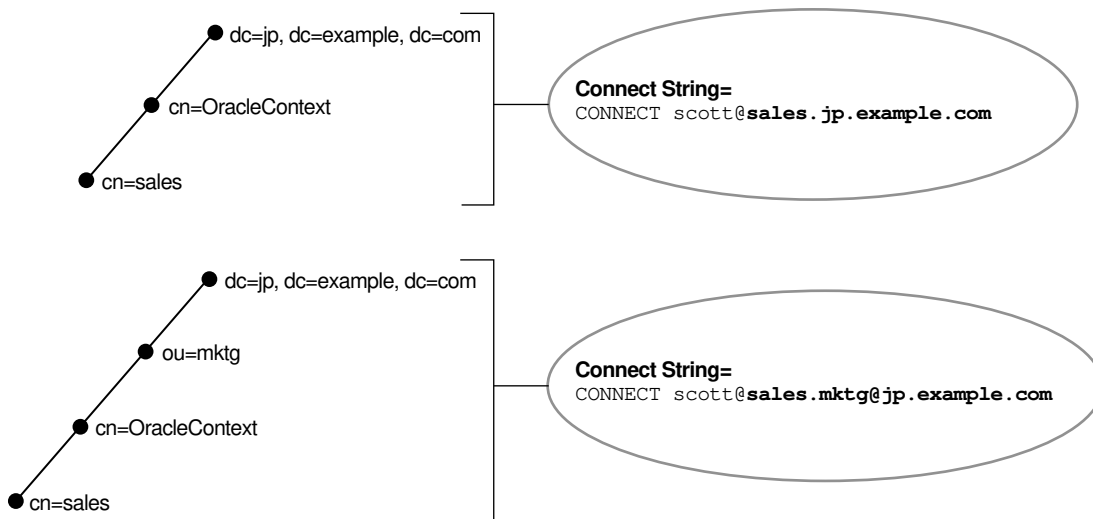 dc=jp, dc=example, dc=com
cn=OracleContext
cn=sales
Connect String=
CONNECT scott@sales.jp.example.com
dc=jp, dc=example, dc=com
ou=mktg
cn=OracleContext
cn=sales
Connect String=
CONNECT scott@sales.mktg@jp.example.com